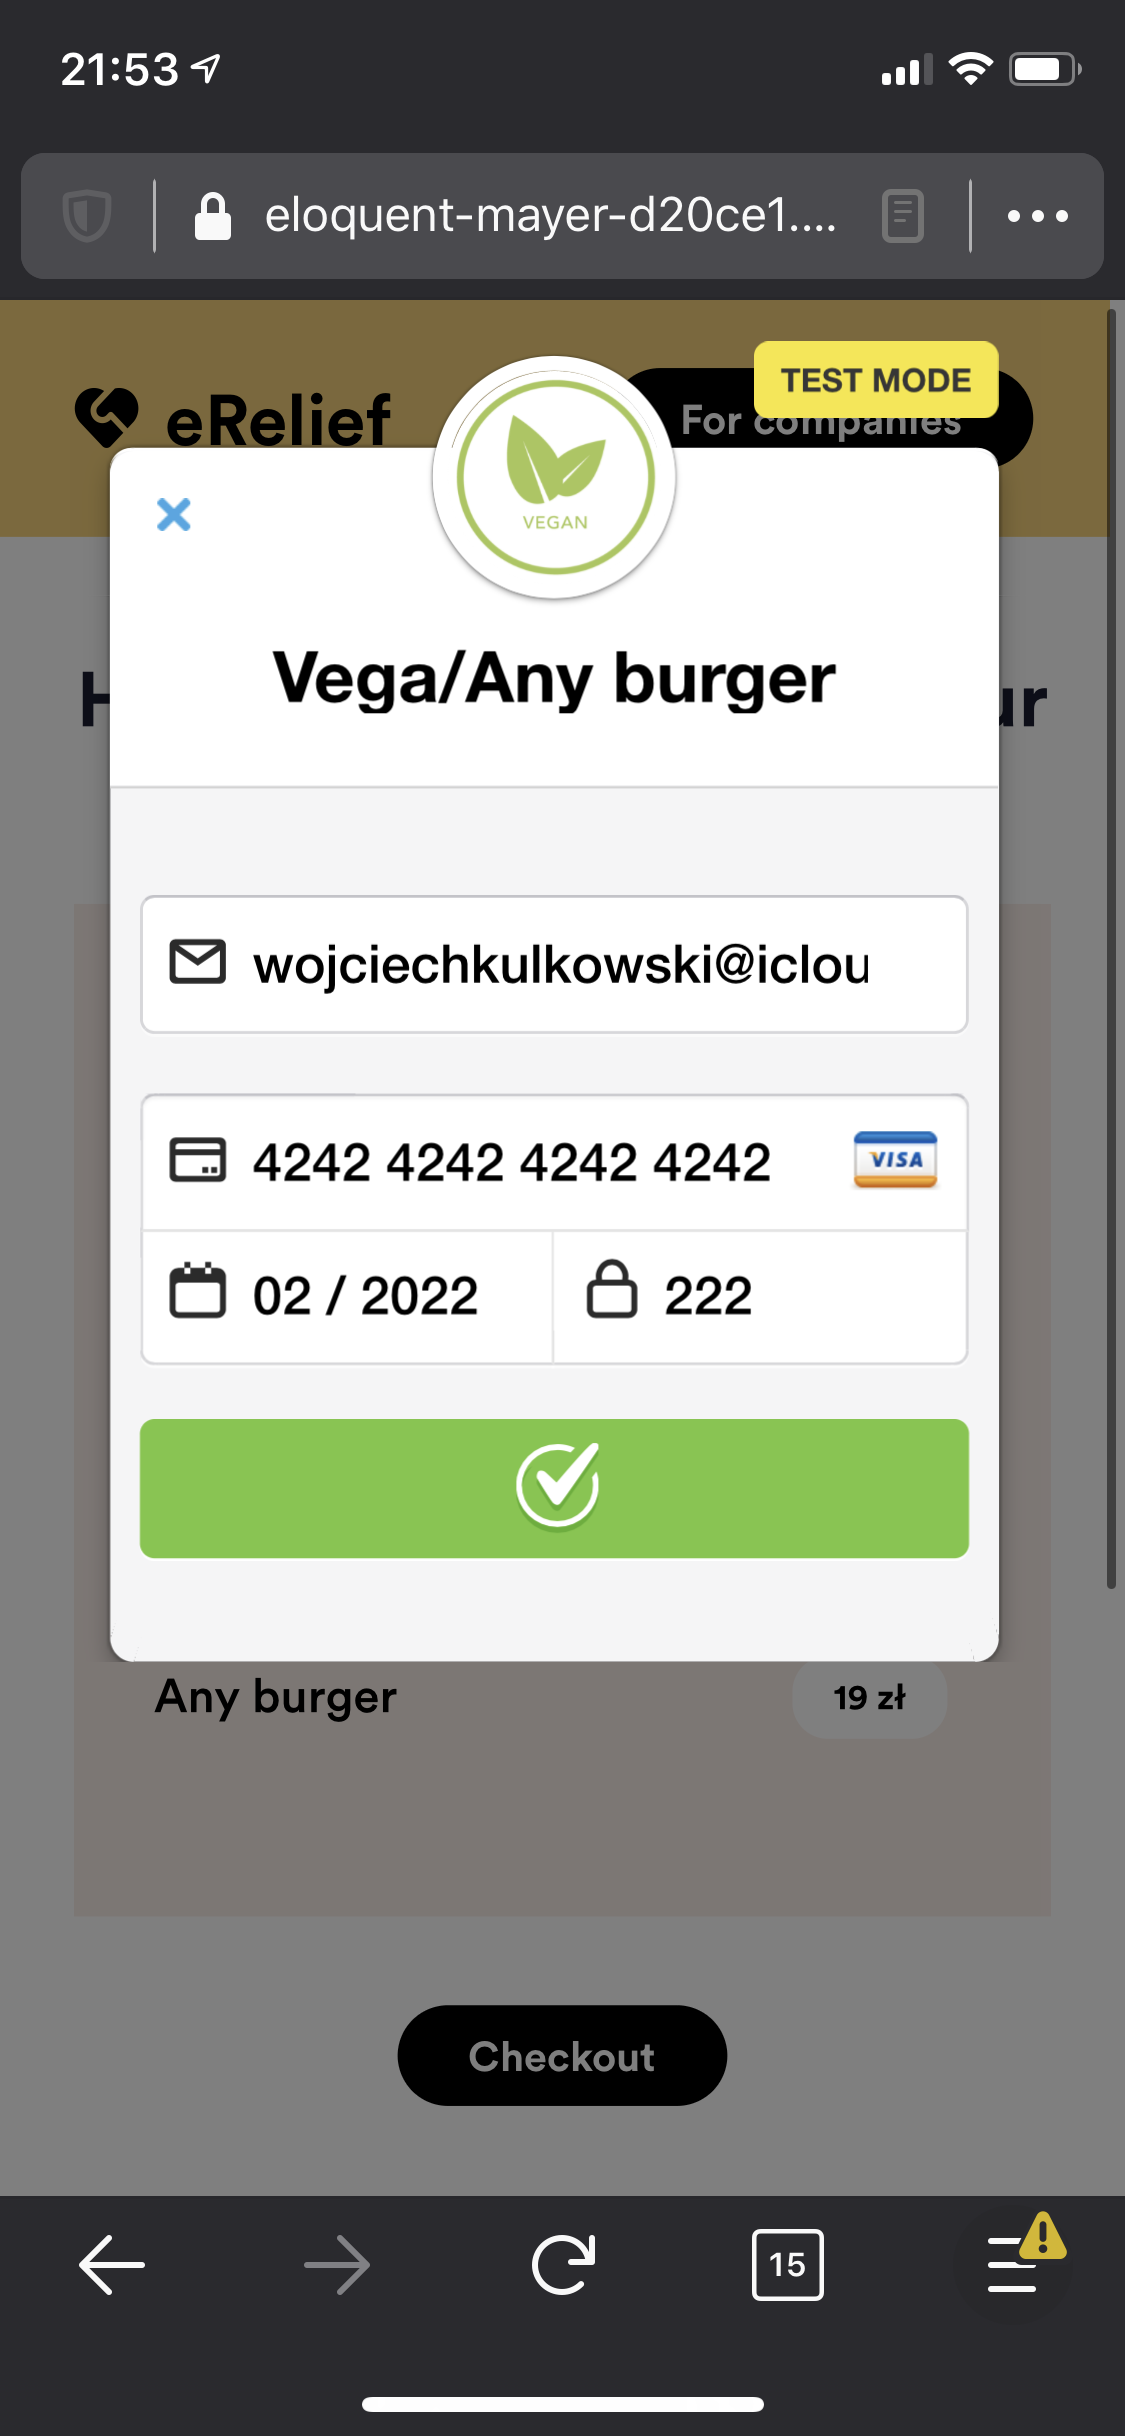 21:53
eloquent-mayer-d20ce1....
TEST MODE
eRelief
For companies
VEGAN
Vega/Any burger
H
ur
wojciechkulkowski@iclou
4242 4242 4242 4242
VISA
02 / 2022
222
Any burger
19 zł
Checkout
15